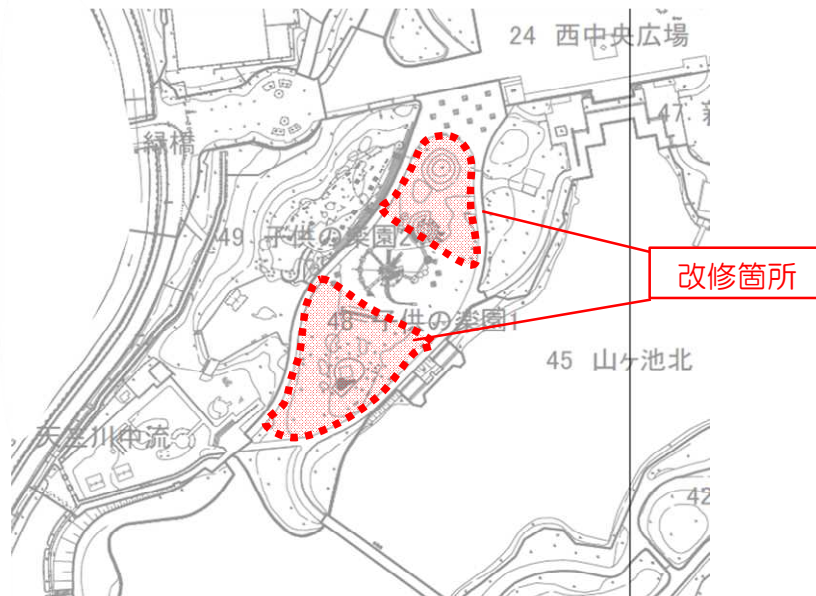 24 西中央広場
47
緑橋
49 子供の楽園2
改修箇所
48 子供の楽園1
45 山ヶ池北
天生川中流
42